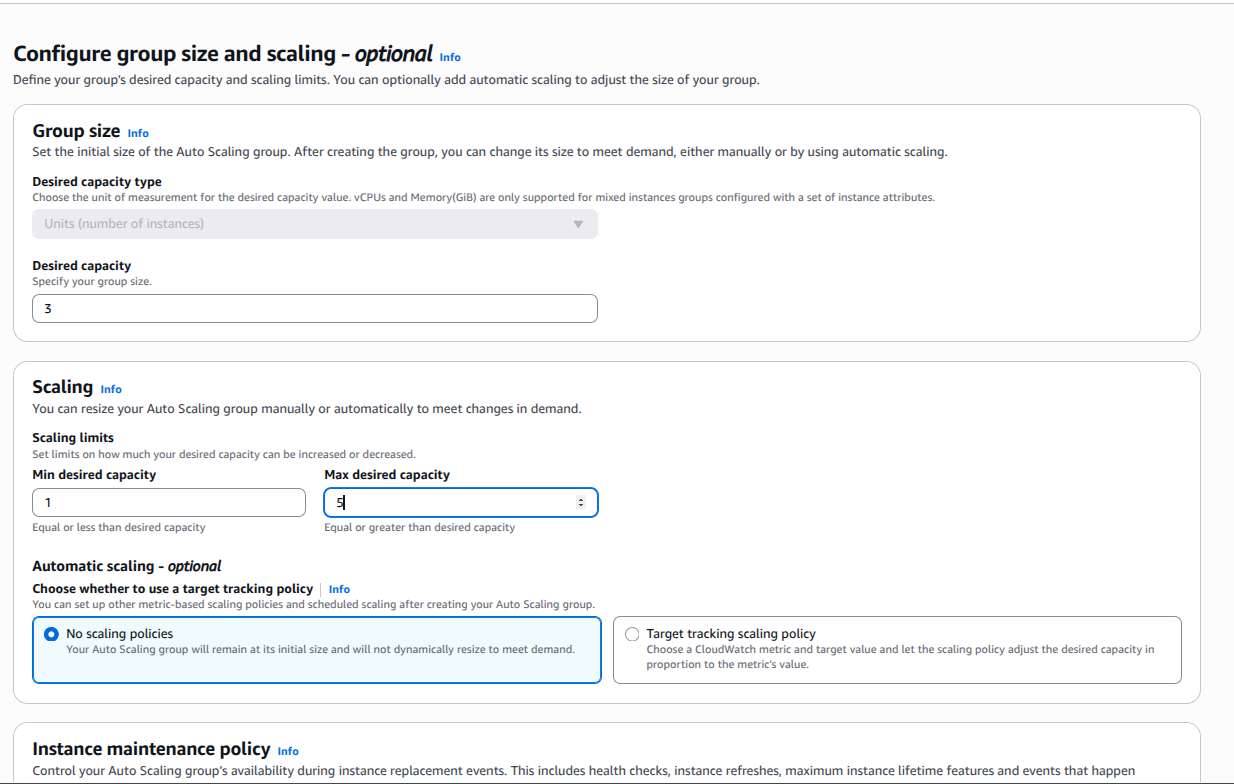 Configure group size and scaling - optional Info
Define your group's desired capacity and scaling limits. You can optionally add automatic scaling to adjust the size of your group.
Group size Info
Set the initial size of the Auto Scaling group. After creating the group, you can change its size to meet demand, either manually or by using automatic scaling.
Desired capacity type
Choose the unit of measurement for the desired capacity value. vCPUs and Memory(GiB) are only supported for mixed instances groups configured with a set of instance attributes.
Units (number of instances)
Desired capacity
Specify your group size.
3
Scaling Info
You can resize your Auto Scaling group manually or automatically to meet changes in demand.
Scaling limits
Set limits on how much your desired capacity can be increased or decreased.
Min desired capacity Max desired capacity
1 5
Equal or less than desired capacity Equal or greater than desired capacity
Automatic scaling - optional
Choose whether to use a target tracking policy Info
You can set up other metric-based scaling policies and scheduled scaling after creating your Auto Scaling group.
No scaling policies
Your Auto Scaling group will remain at its initial size and will not dynamically resize to meet demand.
Target tracking scaling policy
Choose a CloudWatch metric and target value and let the scaling policy adjust the desired capacity in
proportion to the metric's value.
Instance maintenance policy Info
Control your Auto Scaling group's availability during instance replacement events. This includes health checks, instance refreshes, maximum instance lifetime features and events that happen